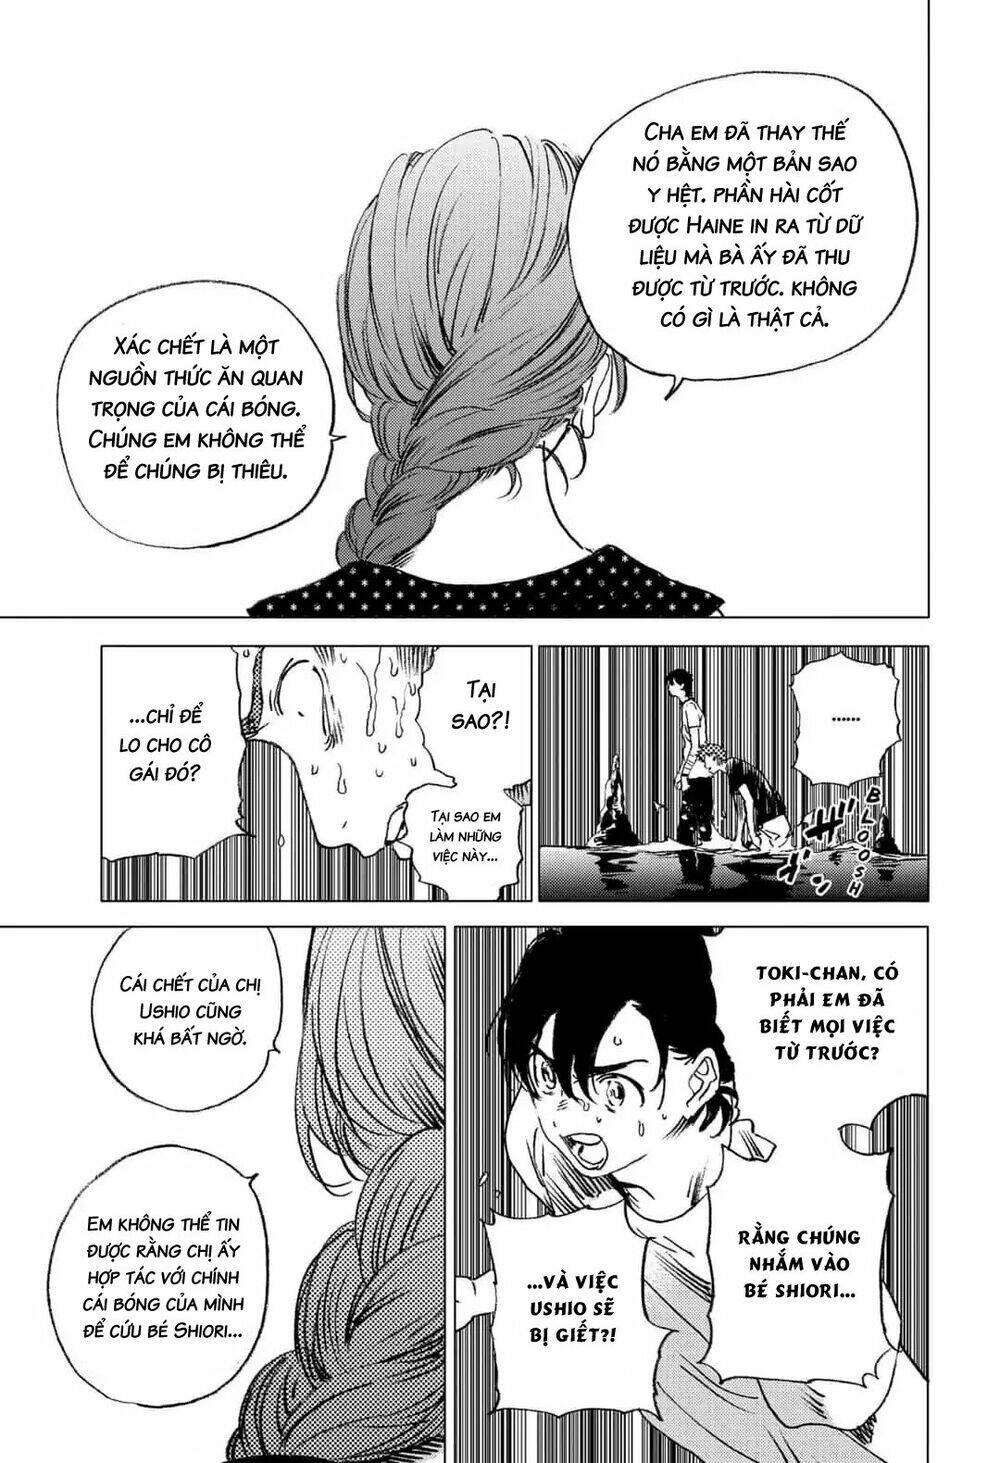 CHA EM ĐÃ THAY THẾ
NÓ BẰNG MỘT BẢN SAO
Y HỆT. PHẦN HÀI CỐT
ĐƯỢC HAINE IN RA TỪ DỮ
LIỆU MÀ BÀ ẤY ĐÃ THU
ĐƯỢC TỪ TRƯỚC. KHÔNG
CÓ GÌ LÀ THẬT CẢ.
XÁC CHẾT LÀ MỘT
NGUỒN THỨC ĂN QUAN
TRỌNG CỦA CÁI BÓNG.
CHÚNG EM KHÔNG THỂ
ĐỂ CHÚNG BỊ THIÊU.
......
BLOOSH
TẠI
SAO?!
TẠI SAO EM
LÀM NHỮNG
VIỆC NÀY...
...CHỈ ĐỂ
LO CHO CÔ
GÁI ĐÓ?
TOKI-CHAN, CÓ
PHẢI EM ĐÃ
BIẾT MỌI VIỆC
TỪ TRƯỚC?
RẰNG CHÚNG
NHẮM VÀO
BÉ SHIORI...
...VÀ VIỆC
USHIO SẼ
BỊ GIẾT?!
CÁI CHẾT CỦA CHỊ
USHIO CŨNG
KHÁ BẤT NGỜ.
EM KHÔNG THỂ TIN
ĐƯỢC RẰNG CHỊ ẤY
HỢP TÁC VỚI CHÍNH
CÁI BÓNG CỦA MÌNH
ĐỂ CỨU BÉ SHIORI...